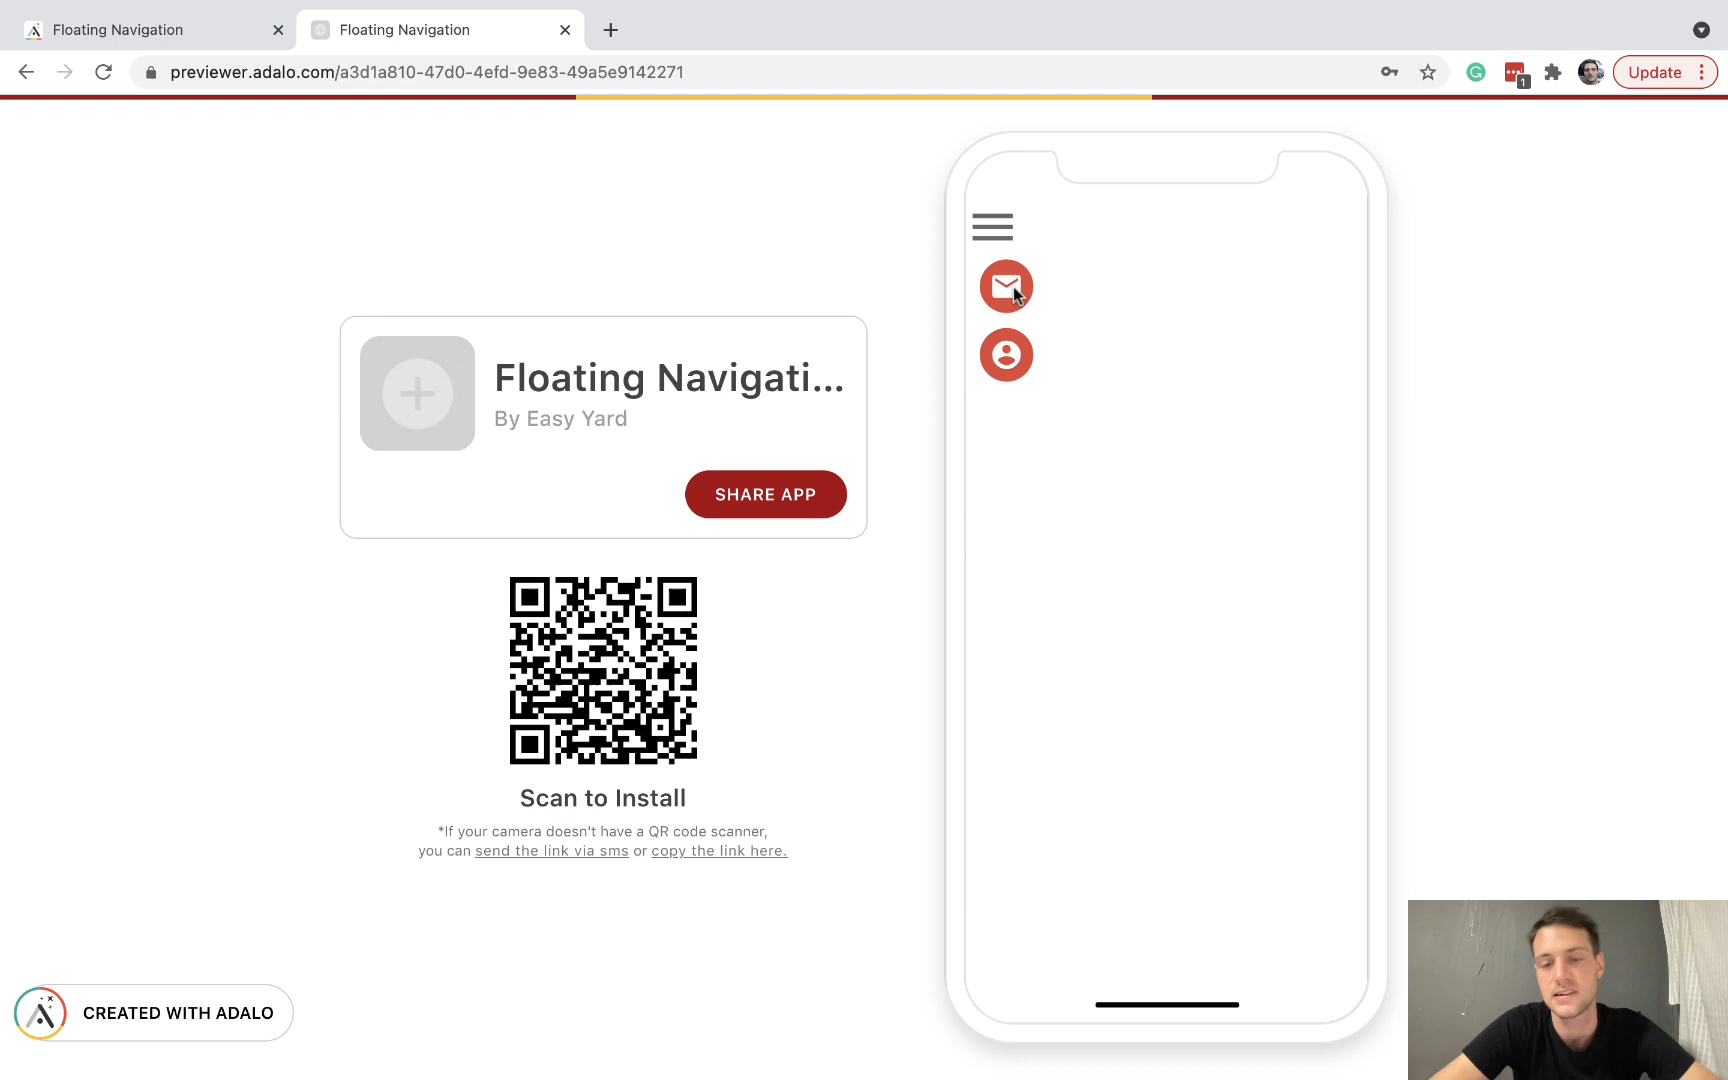 Floating Navigation
Floating Navigation
previewer.adalo.com/a3d1a810-47d0-4efd-9e83-49a5e9142271
1
Update
Floating Navigati...
By Easy Yard
SHARE APP
Scan to Install
*If your camera doesn't have a QR code scanner,
you can send the link via sms or copy the link here.
CREATED WITH ADALO